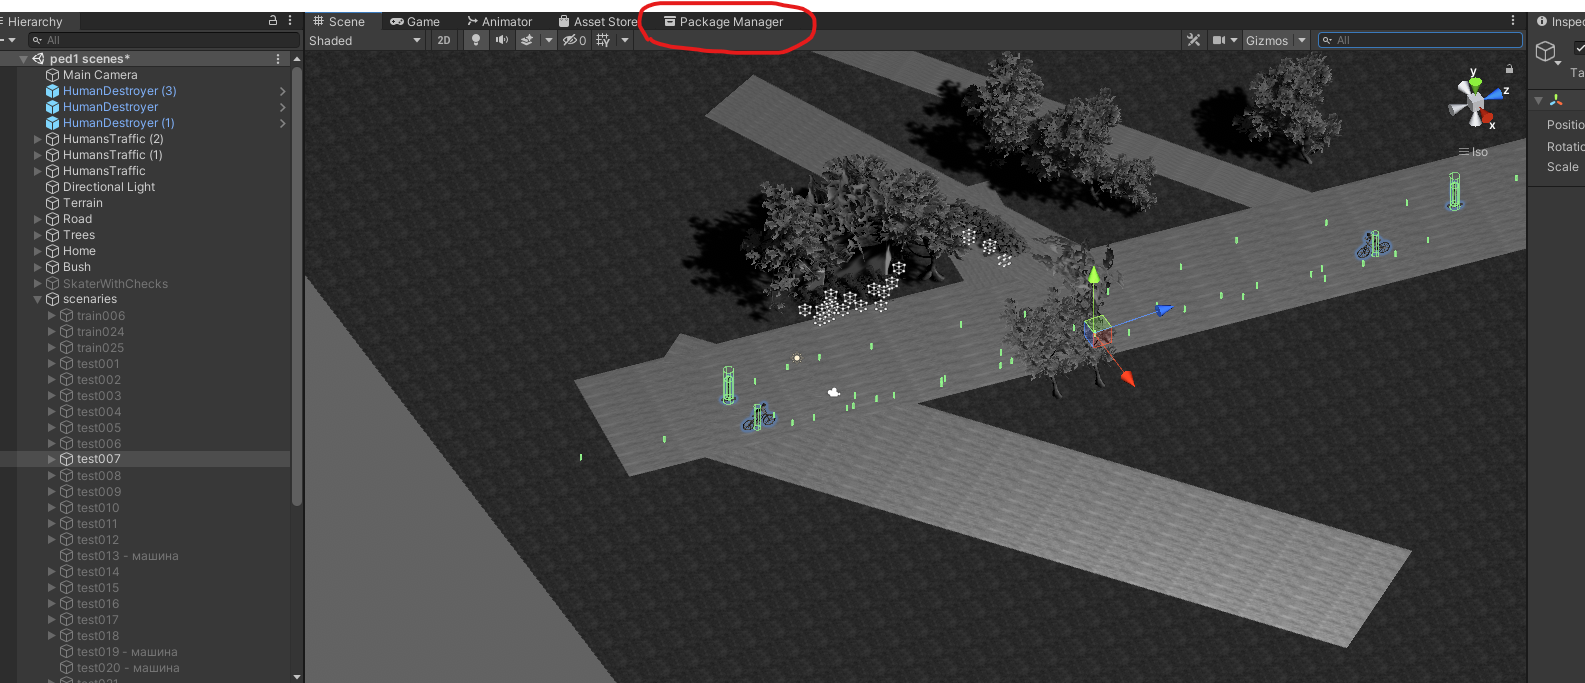 Hierarchy
Scene Game Animator Asset Store Package Manager
All
Shaded 2D 0 Gizmos All
ped1 scenes*
Main Camera
HumanDestroyer (3)
HumanDestroyer
HumanDestroyer (1)
HumansTraffic (2)
HumansTraffic (1)
HumansTraffic
Directional Light
Terrain
Road
Trees
Home
Bush
SkaterWithChecks
scenaries
train006
train024
train025
test001
test002
test003
test004
test005
test006
test007
test008
test009
test010
test011
test012
test013 - машина
test014
test015
test016
test017
test018
test019 - машина
test020 - машина
y
z
x
Iso
Inspec
Ta
Positio
Rotatio
Scale